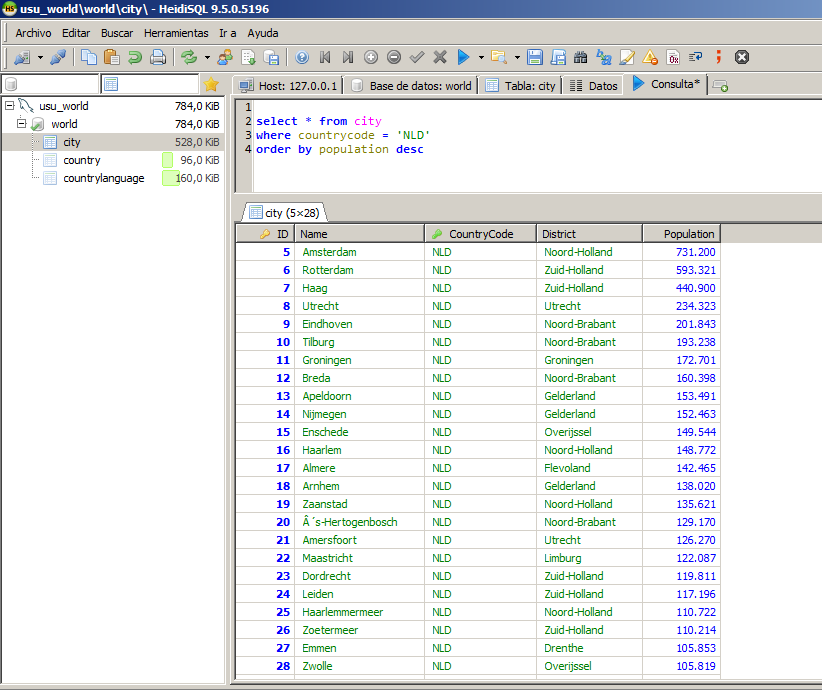 usu_world\world\city\ - HeidiSQL 9.5.0.5196
Archivo Editar Buscar Herramientas Ir a Ayuda
Host: 127.0.0.1 Base de datos: world Tabla: city Datos Consulta*
usu_world 784,0 KiB
world 784,0 KiB
city 528,0 KiB
country 96,0 KiB
countrylanguage 160,0 KiB
1
2 select * from city
3 where countrycode = 'NLD'
4 order by population desc
city (5×28)
ID Name CountryCode District Population
5 Amsterdam NLD Noord-Holland 731.200
6 Rotterdam NLD Zuid-Holland 593.321
7 Haag NLD Zuid-Holland 440.900
8 Utrecht NLD Utrecht 234.323
9 Eindhoven NLD Noord-Brabant 201.843
10 Tilburg NLD Noord-Brabant 193.238
11 Groningen NLD Groningen 172.701
12 Breda NLD Noord-Brabant 160.398
13 Apeldoorn NLD Gelderland 153.491
14 Nijmegen NLD Gelderland 152.463
15 Enschede NLD Overijssel 149.544
16 Haarlem NLD Noord-Holland 148.772
17 Almere NLD Flevoland 142.465
18 Arnhem NLD Gelderland 138.020
19 Zaanstad NLD Noord-Holland 135.621
20 Â´s-Hertogenbosch NLD Noord-Brabant 129.170
21 Amersfoort NLD Utrecht 126.270
22 Maastricht NLD Limburg 122.087
23 Dordrecht NLD Zuid-Holland 119.811
24 Leiden NLD Zuid-Holland 117.196
25 Haarlemmermeer NLD Noord-Holland 110.722
26 Zoetermeer NLD Zuid-Holland 110.214
27 Emmen NLD Drenthe 105.853
28 Zwolle NLD Overijssel 105.819